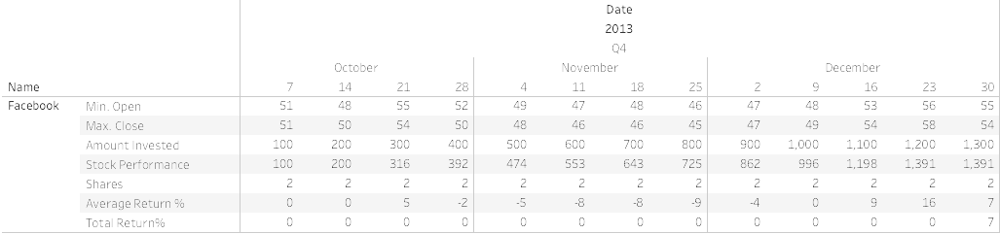 Date
2013
Q4
October November December
Name 7 14 21 28 4 11 18 25 2 9 16 23 30
Facebook Min. Open 51 48 55 52 49 47 48 46 47 48 53 56 55
Max. Close 51 50 54 50 48 46 46 45 47 49 54 58 54
Amount Invested 100 200 300 400 500 600 700 800 900 1,000 1,100 1,200 1,300
Stock Performance 100 200 316 392 474 553 643 725 862 996 1,198 1,391 1,391
Shares 2 2 2 2 2 2 2 2 2 2 2 2 2
Average Return % 0 0 5 -2 -5 -8 -8 -9 -4 0 9 16 7
Total Return% 0 0 0 0 0 0 0 0 0 0 0 0 7